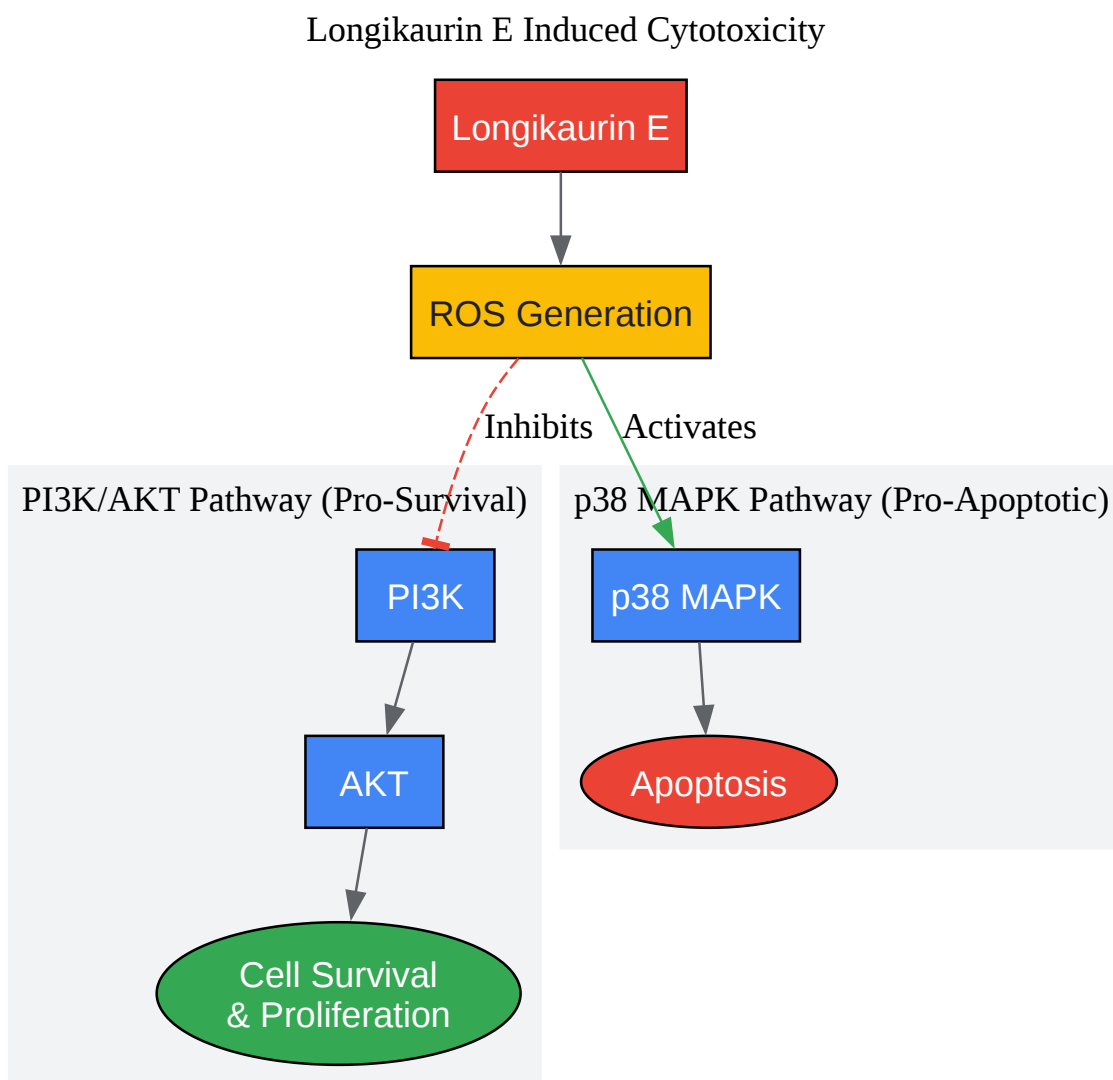 Longikaurin E Induced Cytotoxicity
Longikaurin E
ROS Generation
Inhibits
Activates
PI3K/AKT Pathway (Pro-Survival)
p38 MAPK Pathway (Pro-Apoptotic)
PI3K
p38 MAPK
AKT
Apoptosis
Cell Survival
& Proliferation